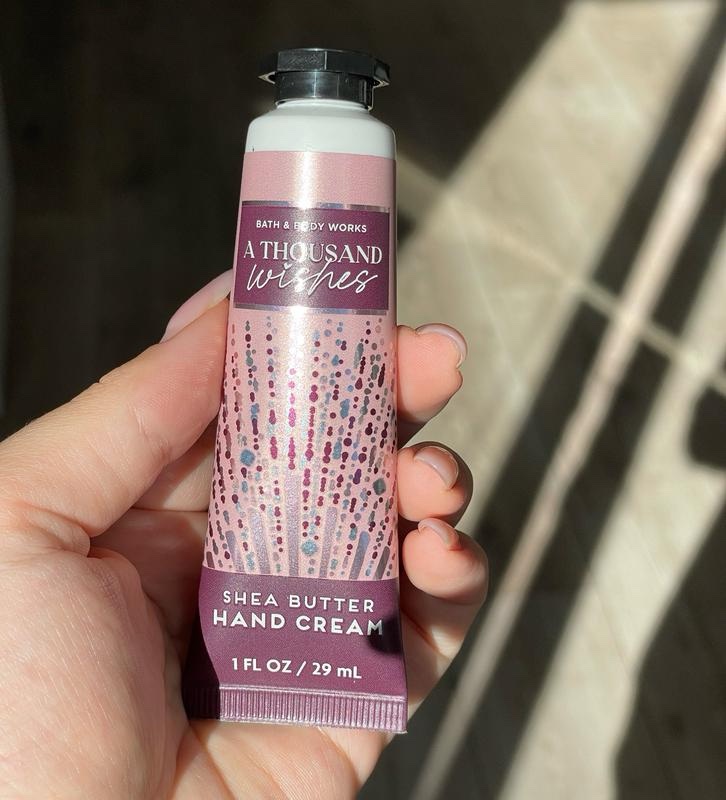 BATH & BODY WORKS
A THOUSAND
wishes
SHEA BUTTER
HAND CREAM
1 FL OZ / 29 mL